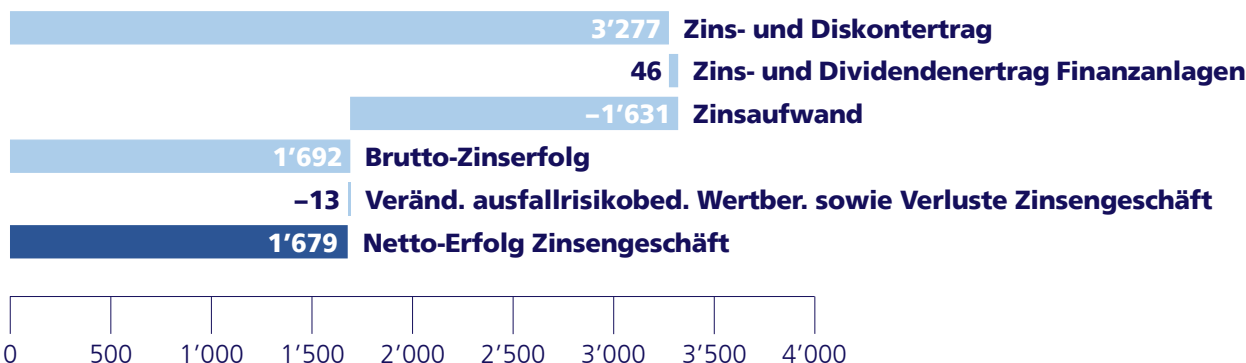 3’277 Zins- und Diskontertrag
46 Zins- und Dividendenertrag Finanzanlagen
–1’631 Zinsaufwand
1’692 Brutto-Zinserfolg
–13 Veränd. ausfallrisikobed. Wertber. sowie Verluste Zinsengeschäft
1’679 Netto-Erfolg Zinsengeschäft
0 500 1’000 1’500 2’000 2’500 3’000 3’500 4’000